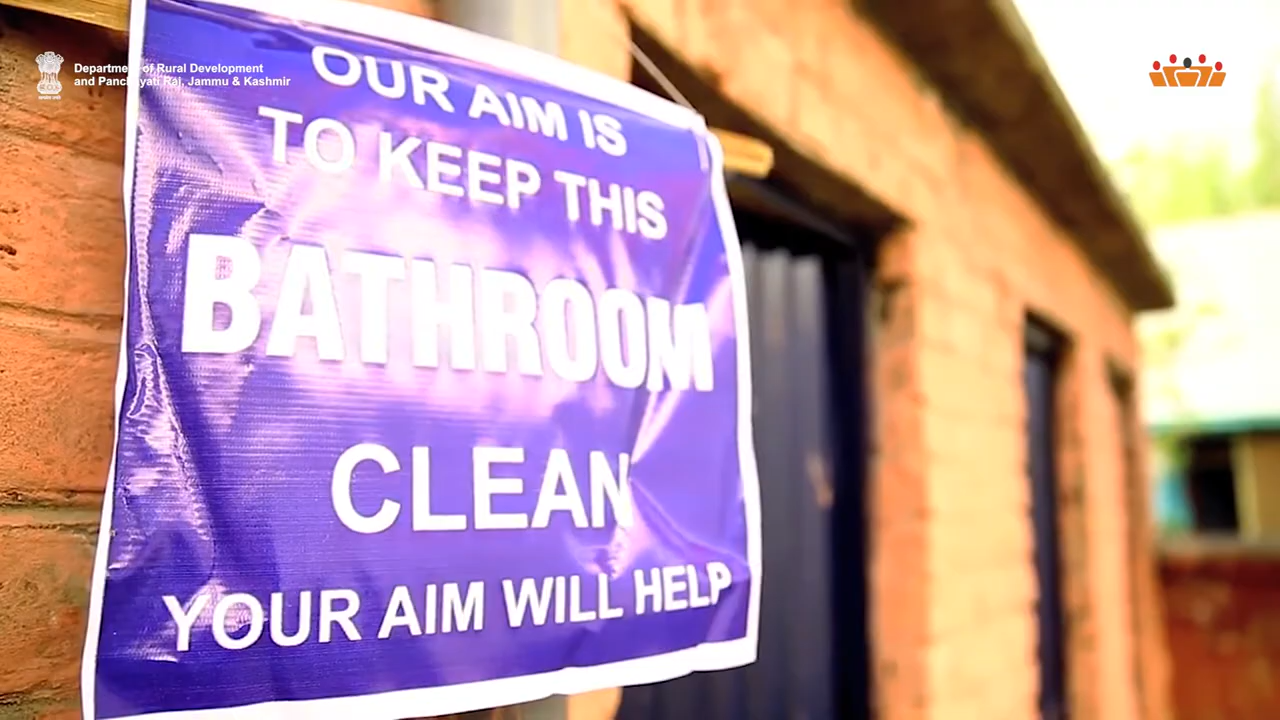 Department of Rural Development
and Panchayati Raj, Jammu & Kashmir
OUR AIM IS
TO KEEP THIS
BATHROOM
CLEAN
YOUR AIM WILL HELP